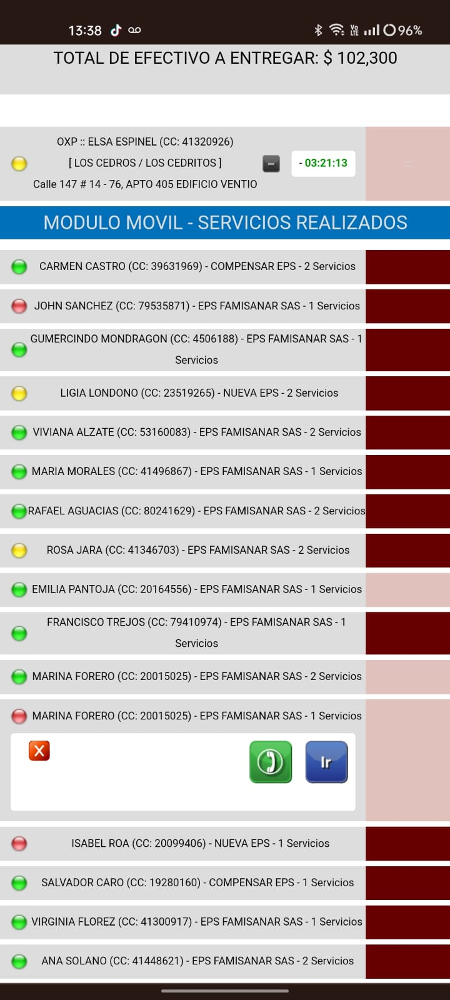 13:38
VO LTE 96%
TOTAL DE EFECTIVO A ENTREGAR: $ 102,300
OXP :: ELSA ESPINEL (CC: 41320926)
[ LOS CEDROS / LOS CEDRITOS ]
- 03:21:13
:::
Calle 147 # 14 - 76, APTO 405 EDIFICIO VENTIO
MODULO MOVIL - SERVICIOS REALIZADOS
CARMEN CASTRO (CC: 39631969) - COMPENSAR EPS - 2 Servicios
JOHN SANCHEZ (CC: 79535871) - EPS FAMISANAR SAS - 1 Servicios
GUMERCINDO MONDRAGON (CC: 4506188) - EPS FAMISANAR SAS - 1
Servicios
LIGIA LONDONO (CC: 23519265) - NUEVA EPS - 2 Servicios
VIVIANA ALZATE (CC: 53160083) - EPS FAMISANAR SAS - 2 Servicios
MARIA MORALES (CC: 41496867) - EPS FAMISANAR SAS - 1 Servicios
RAFAEL AGUACIAS (CC: 80241629) - EPS FAMISANAR SAS - 2 Servicios
ROSA JARA (CC: 41346703) - EPS FAMISANAR SAS - 2 Servicios
EMILIA PANTOJA (CC: 20164556) - EPS FAMISANAR SAS - 1 Servicios
FRANCISCO TREJOS (CC: 79410974) - EPS FAMISANAR SAS - 1
Servicios
MARINA FORERO (CC: 20015025) - EPS FAMISANAR SAS - 2 Servicios
MARINA FORERO (CC: 20015025) - EPS FAMISANAR SAS - 1 Servicios
X
Ir
ISABEL ROA (CC: 20099406) - NUEVA EPS - 1 Servicios
SALVADOR CARO (CC: 19280160) - COMPENSAR EPS - 1 Servicios
VIRGINIA FLOREZ (CC: 41300917) - EPS FAMISANAR SAS - 1 Servicios
ANA SOLANO (CC: 41448621) - EPS FAMISANAR SAS - 2 Servicios